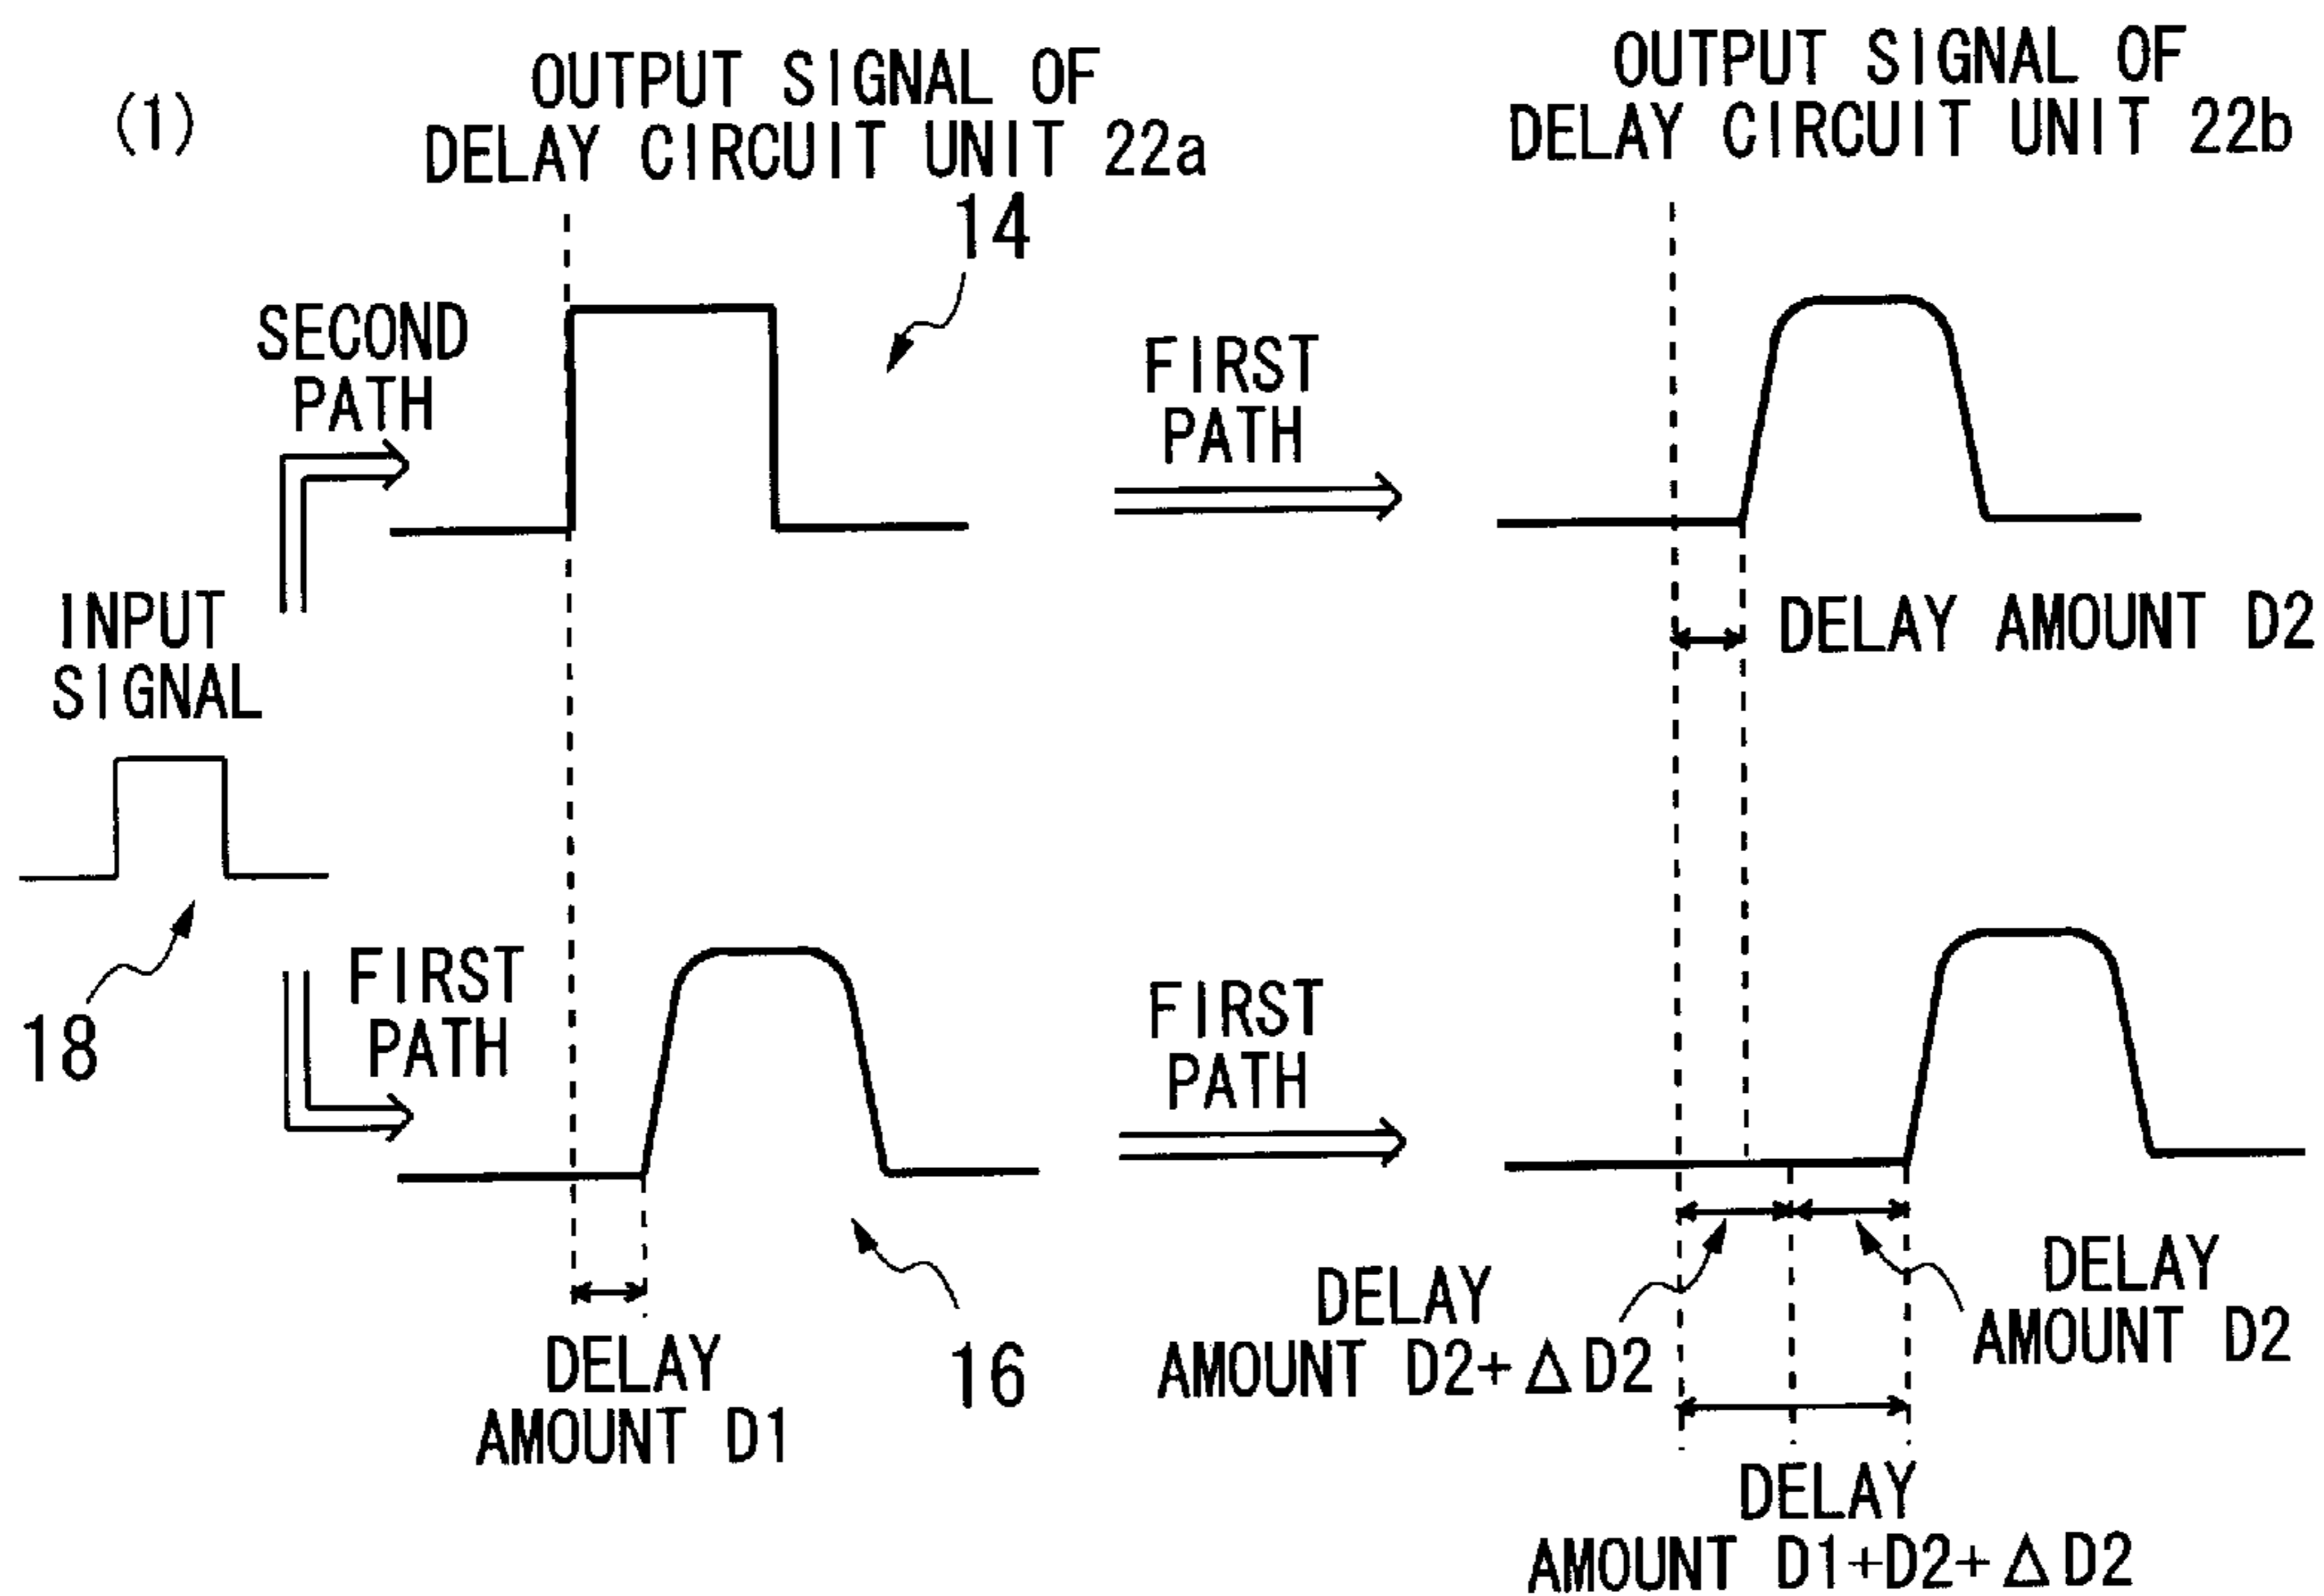 (1)
OUTPUT SIGNAL OF
DELAY CIRCUIT UNIT 22a
OUTPUT SIGNAL OF
DELAY CIRCUIT UNIT 22b
14
SECOND
PATH
FIRST
PATH
INPUT
SIGNAL
DELAY AMOUNT D2
18
FIRST
PATH
FIRST
PATH
DELAY
AMOUNT D1
16
DELAY
AMOUNT D2+ΔD2
DELAY
AMOUNT D2
DELAY
AMOUNT D1+D2+ΔD2